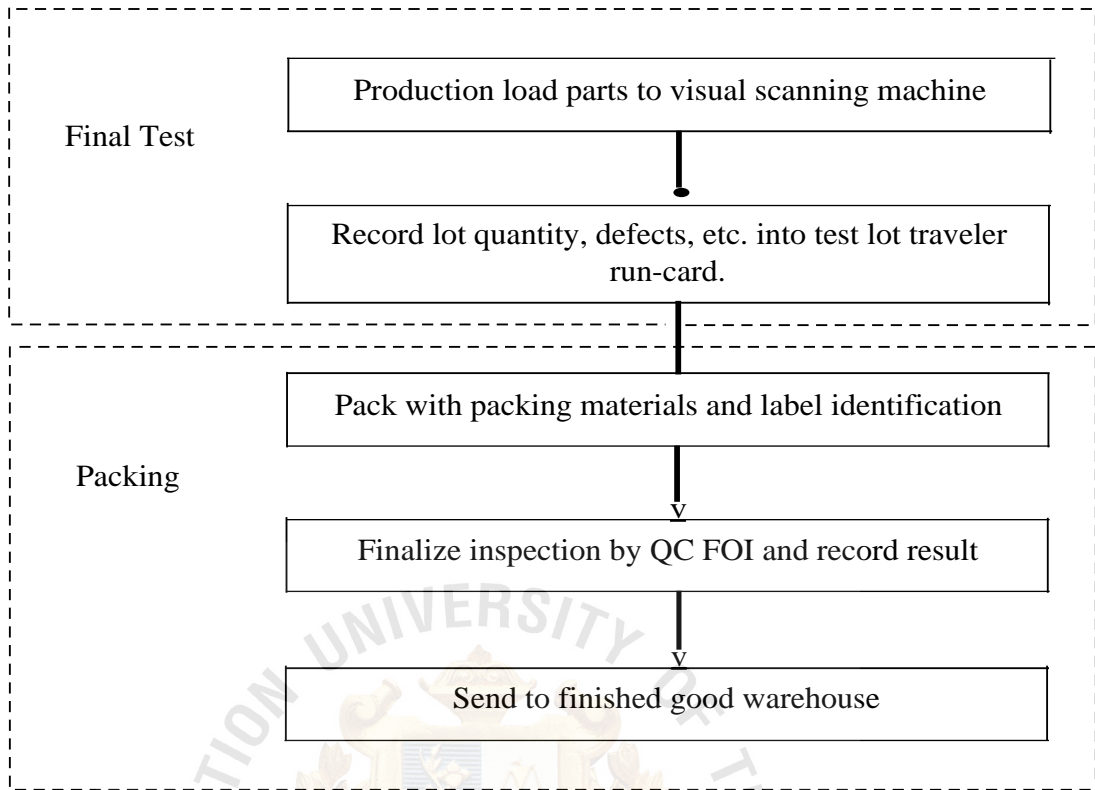 Production load parts to visual scanning machine
Final Test
Record lot quantity, defects, etc. into test lot traveler
run-card.
Pack with packing materials and label identification
Packing
v
Finalize inspection by QC FOI and record result
v
Send to finished good warehouse
UNIVERSITY OF